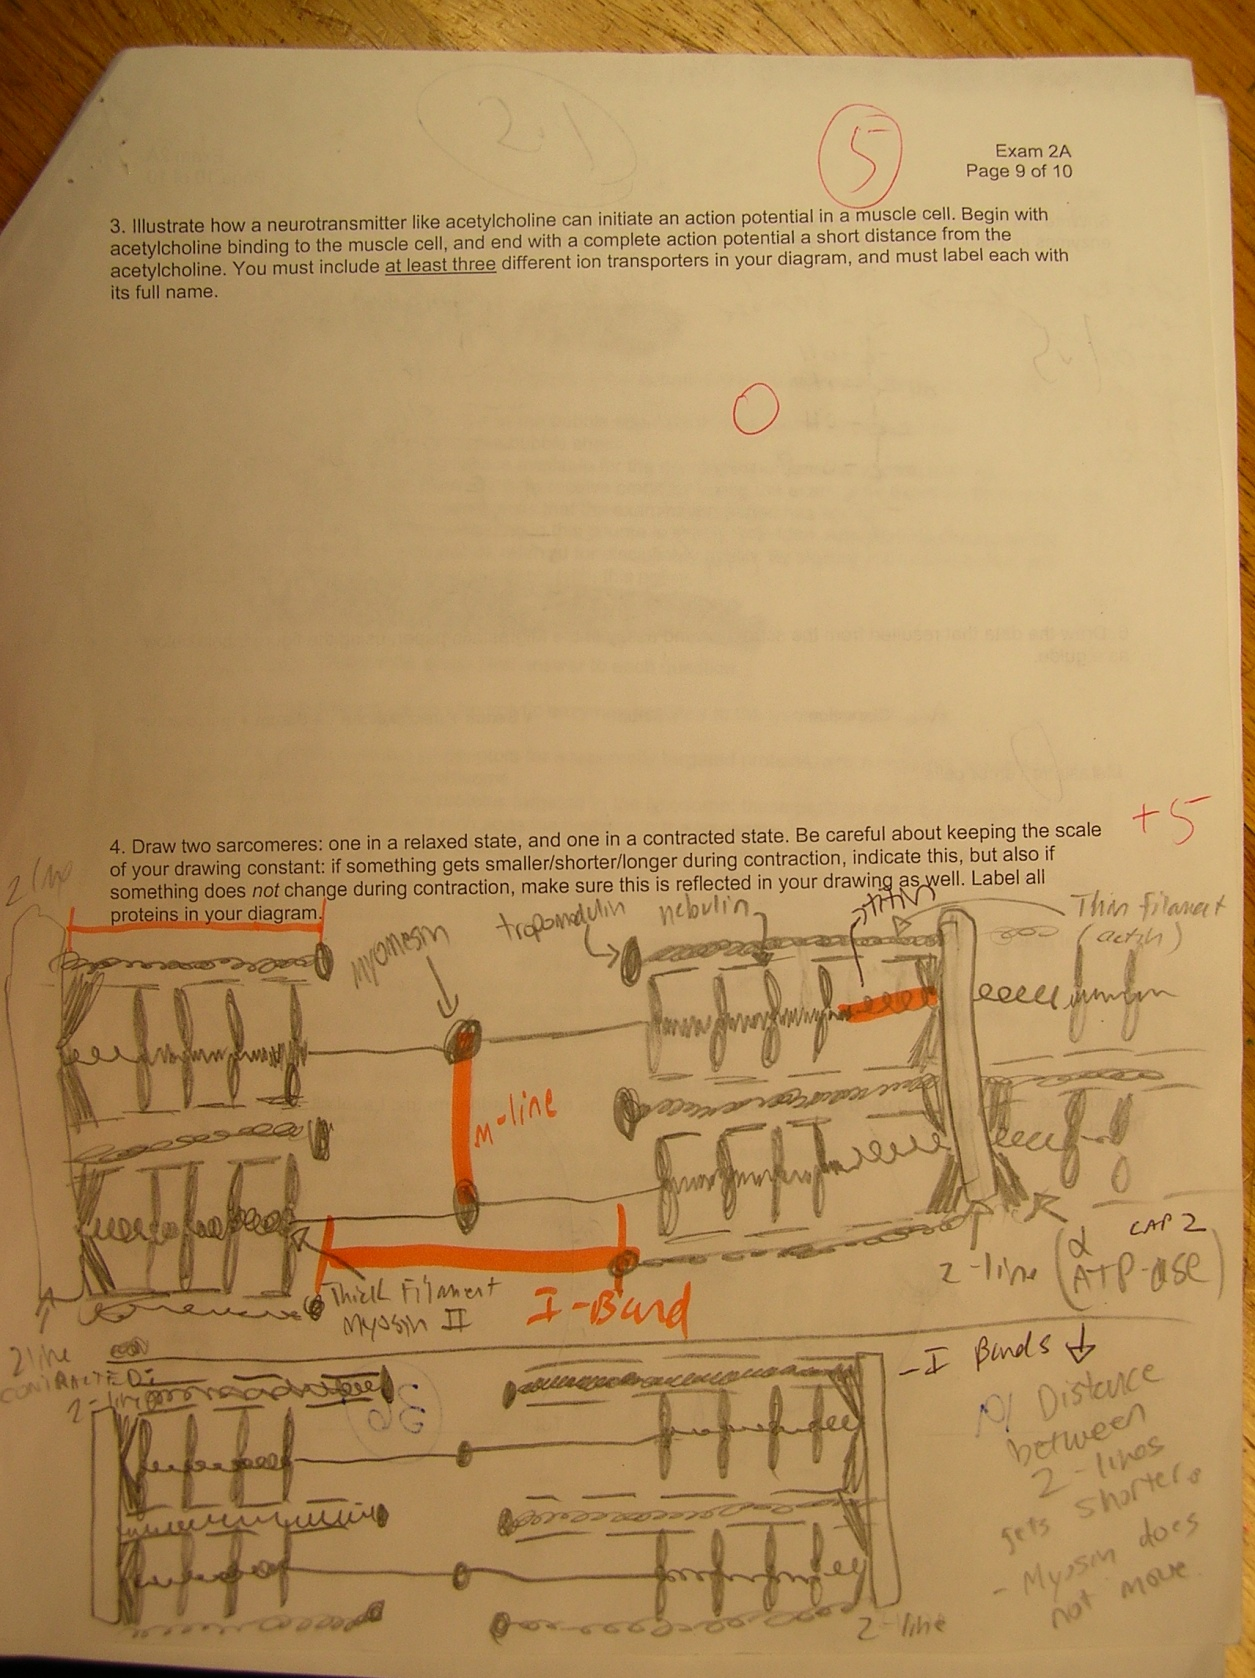 5
Exam 2A
Page 9 of 10
3. Illustrate how a neurotransmitter like acetylcholine can initiate an action potential in a muscle cell. Begin with
acetylcholine binding to the muscle cell, and end with a complete action potential a short distance from the
acetylcholine. You must include at least three different ion transporters in your diagram, and must label each with
its full name.
0
+5
4. Draw two sarcomeres: one in a relaxed state, and one in a contracted state. Be careful about keeping the scale
of your drawing constant: if something gets smaller/shorter/longer during contraction, indicate this, but also if
something does not change during contraction, make sure this is reflected in your drawing as well. Label all
proteins in your diagram.
Z line
myomesin
tropomodulin
nebulin
titin
Thin filament
(actin)
M-line
Thick Filament
Myosin II
I-Band
Z-line
CAP Z
(α ATP-ase)
Z line
CONTRACTED:
Z-line
- I Bands ↓
Distance
between
Z-lines
gets shorter.
- Myosin does
not move.
Z-line